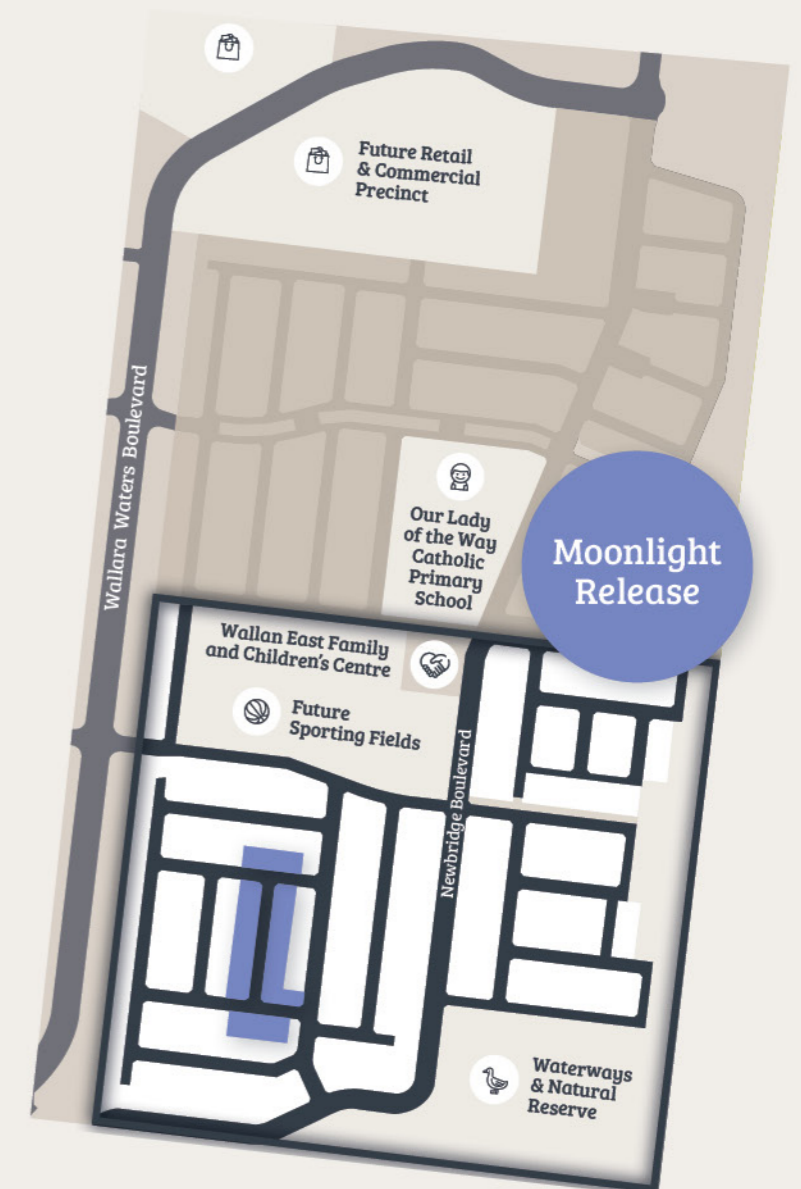 Future Retail
& Commercial
Precinct
Wallara Waters Boulevard
Our Lady
of the Way
Catholic
Primary
School
Moonlight
Release
Wallan East Family
and Children's Centre
Future
Sporting Fields
Newbridge Boulevard
Waterways
& Natural
Reserve